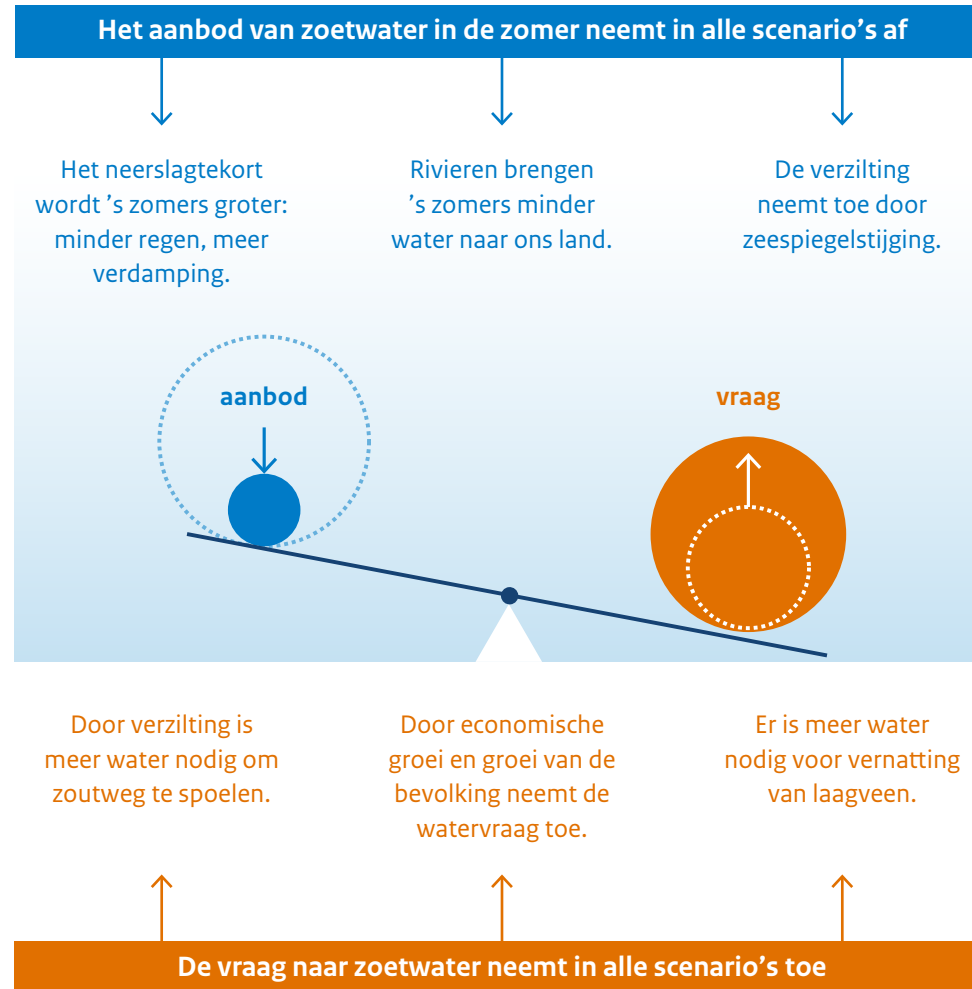 Het aanbod van zoetwater in de zomer neemt in alle scenario's af
Het neerslagtekort
wordt 's zomers groter:
minder regen, meer
verdamping.
Rivieren brengen
's zomers minder
water naar ons land.
De verzilting
neemt toe door
zeespiegelstijging.
aanbod
vraag
Door verzilting is
meer water nodig om
zoutweg te spoelen.
Door economische
groei en groei van de
bevolking neemt de
watervraag toe.
Er is meer water
nodig voor vernatting
van laagveen.
De vraag naar zoetwater neemt in alle scenario's toe